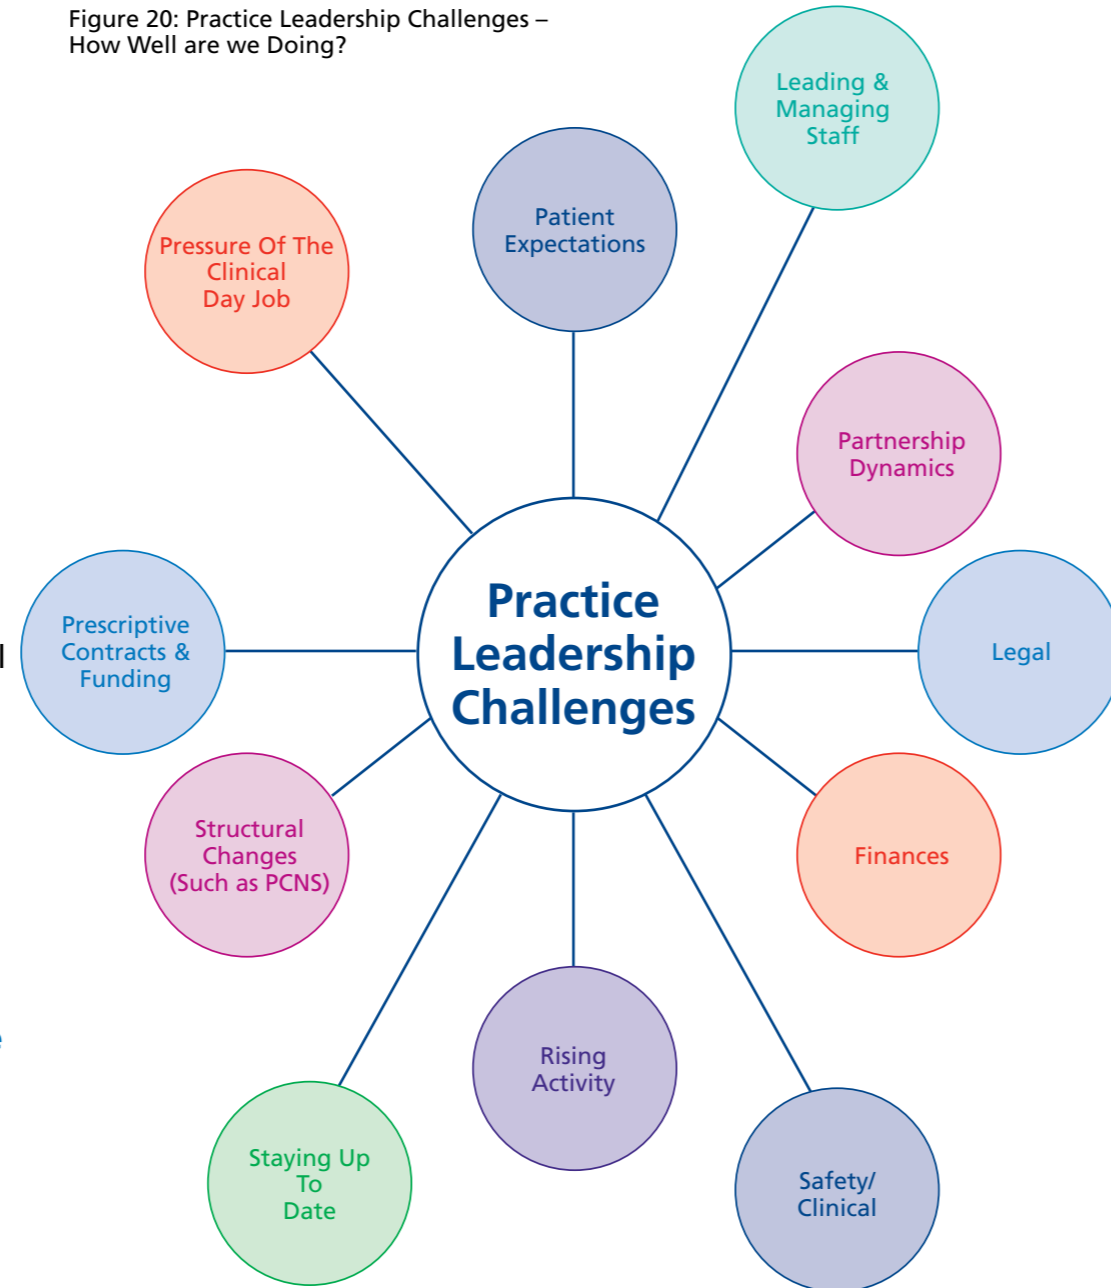 Figure 20: Practice Leadership Challenges –
How Well are we Doing?
Leading &
Managing
Staff
Patient
Expectations
Pressure Of The
Clinical
Day Job
Partnership
Dynamics
Practice
Leadership
Challenges
Prescriptive
Contracts &
Funding
Legal
Structural
Changes
(Such as PCNS)
Finances
Rising
Activity
Staying Up
To
Date
Safety/
Clinical